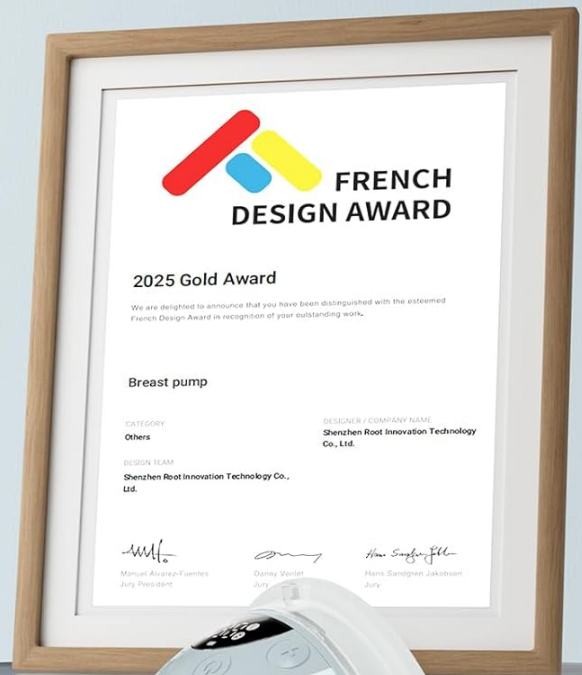 FRENCH
DESIGN AWARD
2025 Gold Award
We are delighted to announce that you have been distinguished with the esteemed
French Design Award in recognition of your outstanding work.
Breast pump
CATEGORY
Others
DESIGNER / COMPANY NAME
Shenzhen Root Innovation Technology
Co., Ltd.
DESIGN TEAM
Shenzhen Root Innovation Technology Co.,
Ltd.
Manuel Alvarez-Fuentes
Jury President
Danny Venlet
Jury
Hans Sandgren Jakobsen
Jury